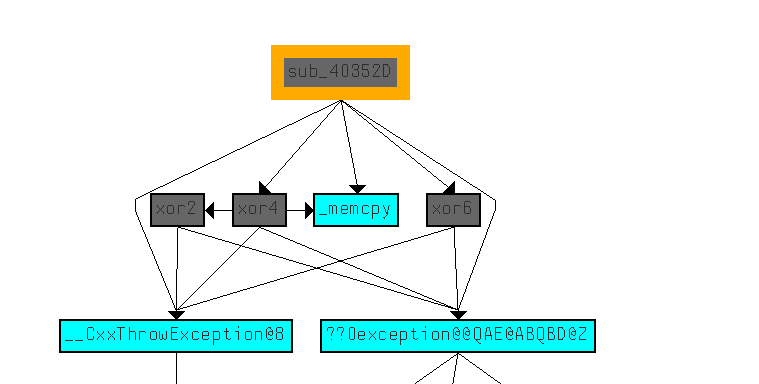 sub_40352D
xor2
xor4
_memcpy
xor6
__CxxThrowException@8
??0exception@@QAE@ABQBD@Z